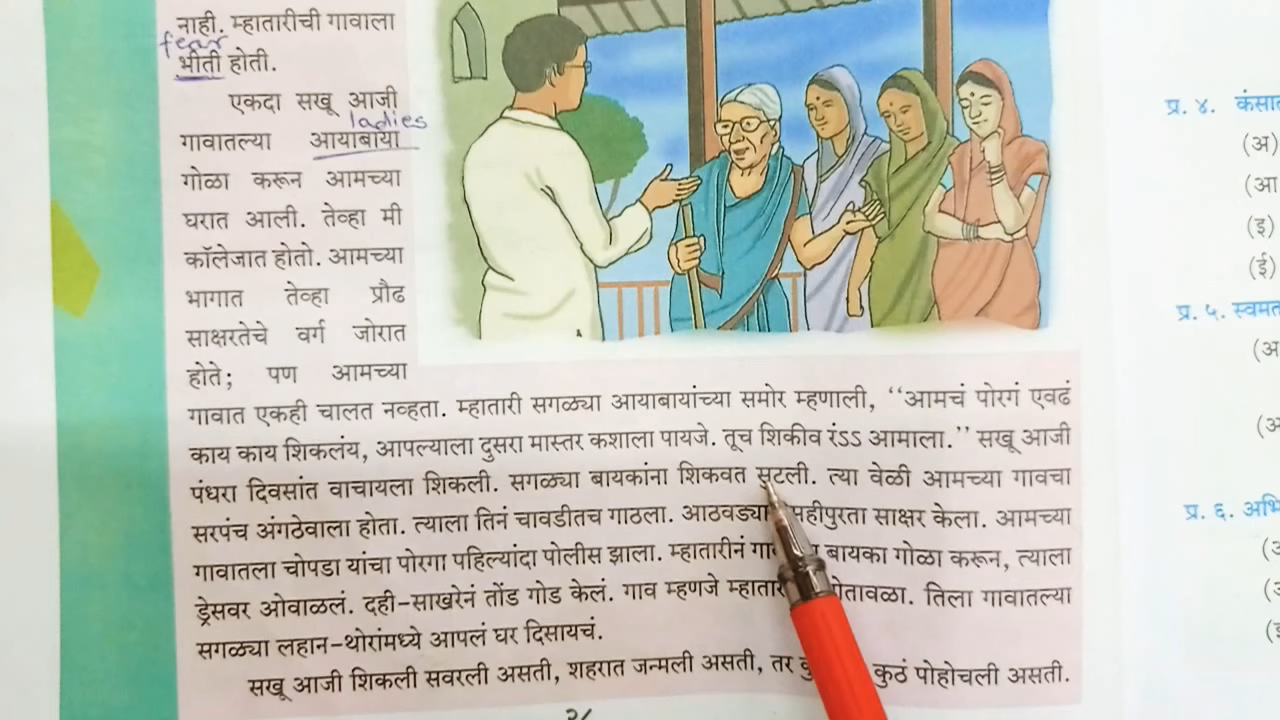 नाही. म्हातारीची गावाला
fear
भीती होती.
एकदा सखू आजी
ladies
गावातल्या आयाबाया
गोळा करून आमच्या
घरात आली. तेव्हा मी
कॉलेजात होतो. आमच्या
भागात तेव्हा प्रौढ
साक्षरतेचे वर्ग जोरात
होते; पण आमच्या
गावात एकही चालत नव्हता. म्हातारी सगळ्या आयाबायांच्या समोर म्हणाली, ‘‘आमचं पोरगं एवढं
काय काय शिकलंय, आपल्याला दुसरा मास्तर कशाला पायजे. तूच शिकीव रंऽऽ आमाला.’’ सखू आजी
पंधरा दिवसांत वाचायला शिकली. सगळ्या बायकांना शिकवत सुटली. त्या वेळी आमच्या गावचा
सरपंच अंगठेवाला होता. त्याला तिनं चावडीतच गाठला. सहीपुरता साक्षर केला. आमच्या
गावातला चोपडा यांचा पोरगा पहिल्यांदा पोलीस झाला. म्हातारीनं बायका गोळा करून, त्याला
ड्रेसवर ओवाळलं. दही-साखरेनं तोंड गोड केलं. गाव म्हणजे तिला गावातल्या
सगळ्या लहान-थोरांमध्ये आपलं घर दिसायचं.
सखू आजी शिकली सवरली असती, शहरात जन्मली असती, तर कुठं पोहोचली असती.
प्र. ४.
(अ)
(आ
(इ)
(ई)
प्र. ५. स्वमत
(अ
प्र. ६. अभि